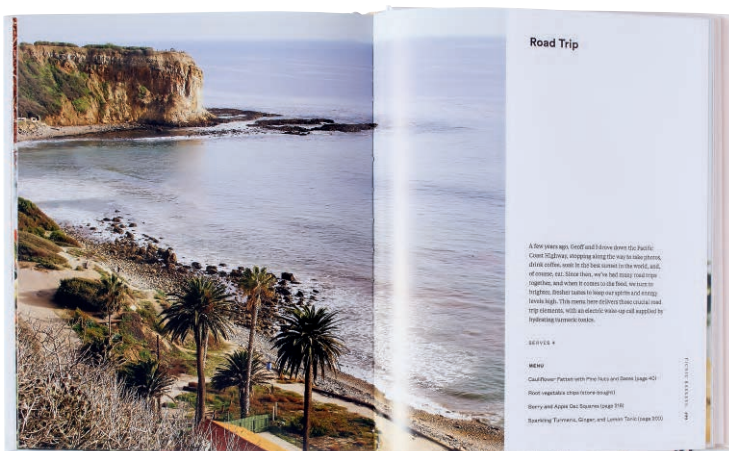 Road Trip
A few years ago, Geoff and I drove down the Pacific
Coast Highway, stopping along the way to take photos,
drink coffee, soak in the best sunset in the world, and,
of course, eat. Since then, we've had many road trips
together, and when it comes to the food, we turn to
brighter, fresher tastes to keep our spirits and energy
levels high. This menu here delivers those crucial road
trip elements, with an electric wake-up call supplied by
hydrating turmeric tonics.
SERVES 4
MENU
Cauliflower Fatteh with Pine Nuts and Seeds (page 40)
Root vegetable chips (store-bought)
Berry and Apple Oat Squares (page
Sparkling Turmeric, Ginger, and Lemon Tonic (page
PICNIC BASKETS